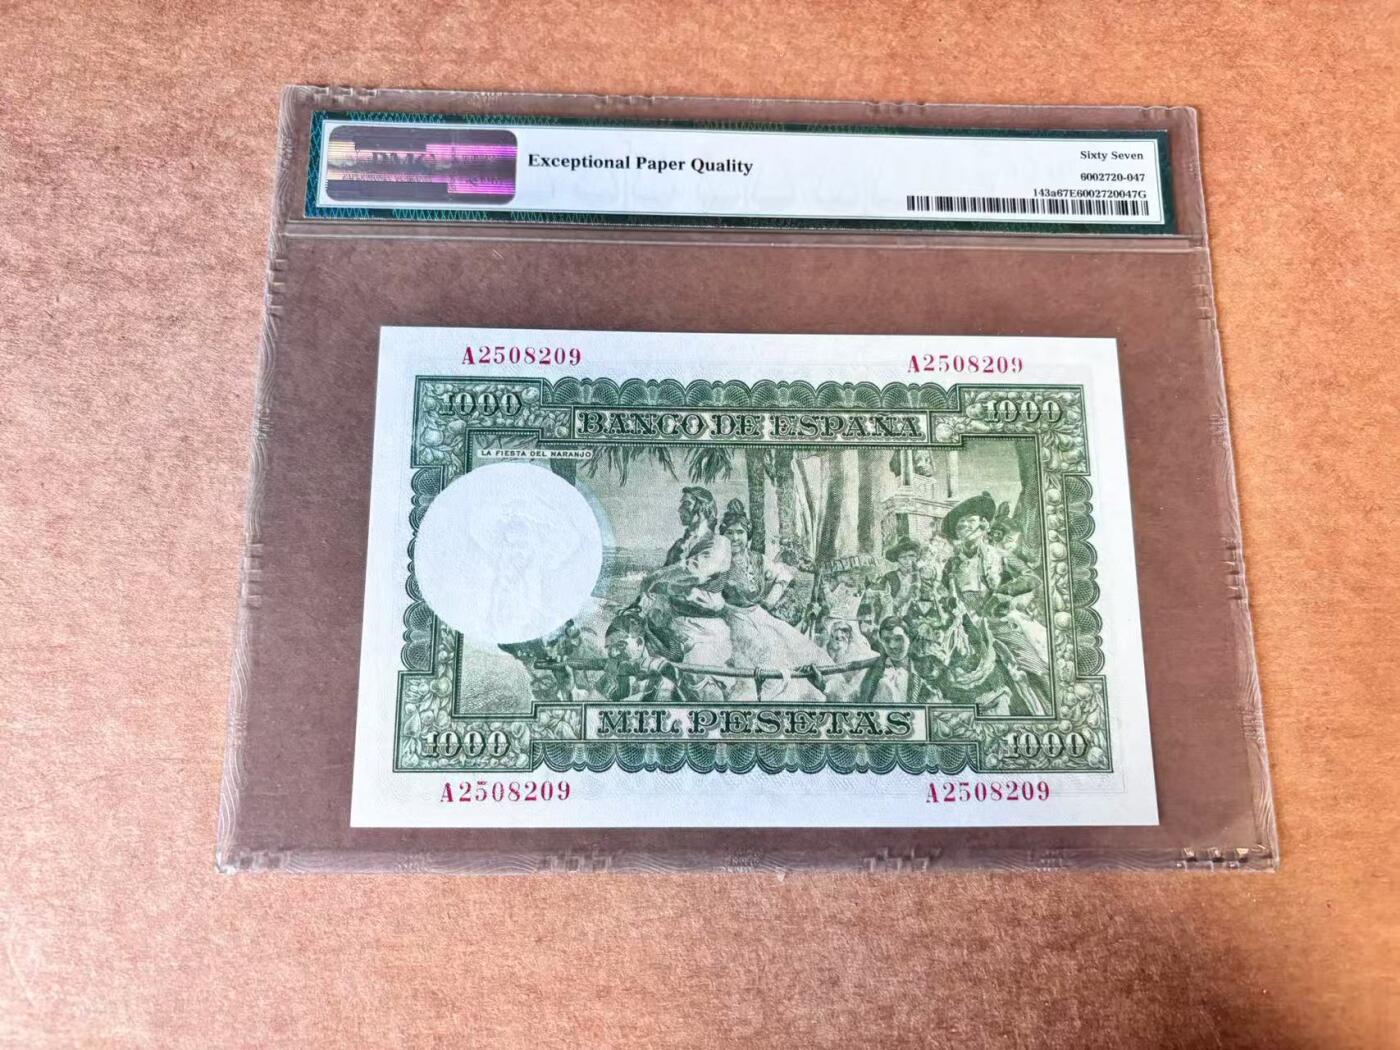 PMG
Exceptional Paper Quality
Sixty Seven
6002720-047
143a67E6002720047G
A2508209 A2508209
1000 BANCO DE ESPAÑA 1000
LA FIESTA DEL NARANJO
1000 MIL PESETAS 1000
A2508209 A2508209